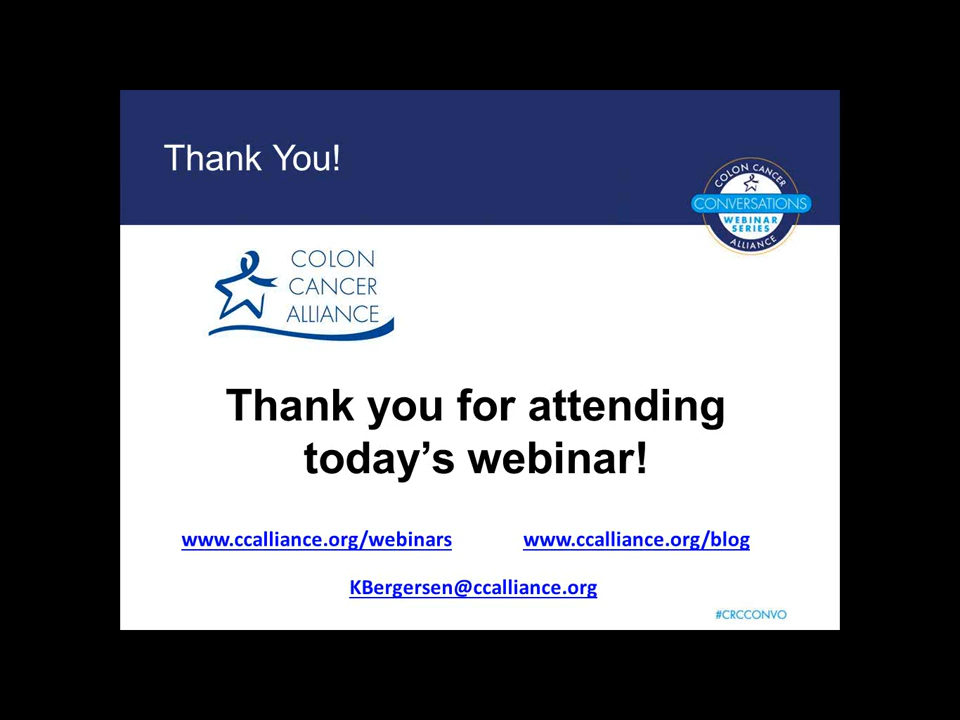 Thank You!
COLON CANCER
CONVERSATIONS
WEBINAR
SERIES
ALLIANCE
COLON
CANCER
ALLIANCE
Thank you for attending
today’s webinar!
www.ccalliance.org/webinars www.ccalliance.org/blog
KBergersen@ccalliance.org
#CRCCONVO